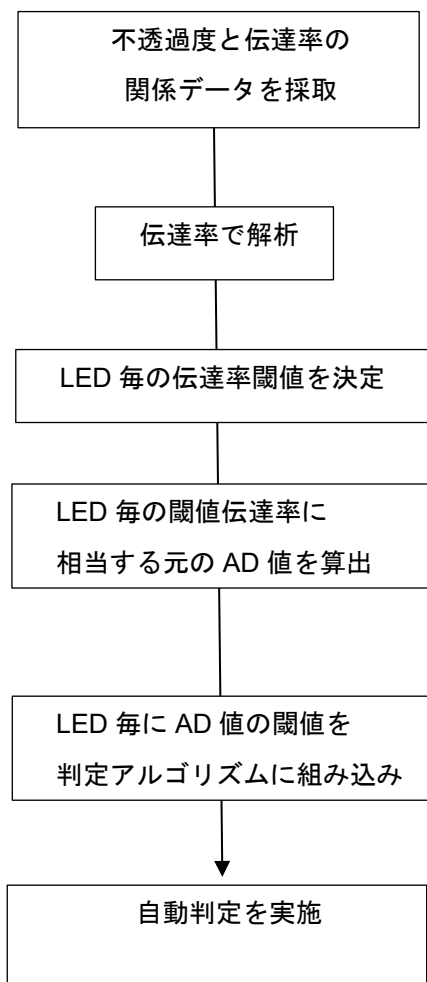 不透過度と伝達率の
関係データを採取
伝達率で解析
LED 毎の伝達率閾値を決定
LED 毎の閾値伝達率に
相当する元の AD 値を算出
LED 毎に AD 値の閾値を
判定アルゴリズムに組み込み
自動判定を実施